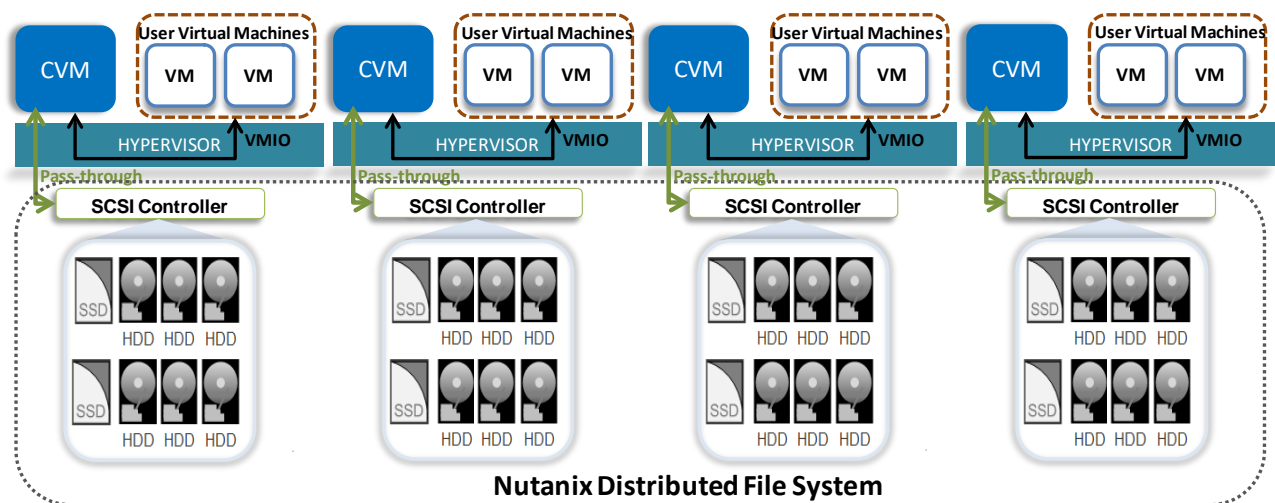 User Virtual Machines
CVM
VM
VM
HYPERVISOR
VMIO
Pass-through
SCSI Controller
SSD
HDD
HDD
HDD
SSD
HDD
HDD
HDD
User Virtual Machines
CVM
VM
VM
HYPERVISOR
VMIO
Pass-through
SCSI Controller
SSD
HDD
HDD
HDD
SSD
HDD
HDD
HDD
User Virtual Machines
CVM
VM
VM
HYPERVISOR
VMIO
Pass-through
SCSI Controller
SSD
HDD
HDD
HDD
SSD
HDD
HDD
HDD
User Virtual Machines
CVM
VM
VM
HYPERVISOR
VMIO
Pass-through
SCSI Controller
SSD
HDD
HDD
HDD
SSD
HDD
HDD
HDD
Nutanix Distributed File System